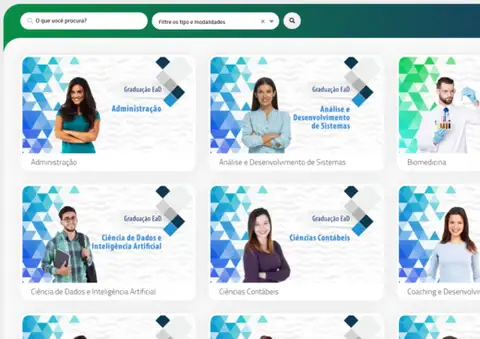 O que você procura?
Filtre os tipo e modalidades
Graduação EaD
Administração
Administração
Graduação EaD
Análise e
Desenvolvimento
de Sistemas
Análise e Desenvolvimento de Sistemas
Biomedicina
Graduação EaD
Ciência de Dados e
Inteligência Artificial
Ciência de Dados e Inteligência Artificial
Graduação EaD
Ciências Contábeis
Ciências Contábeis
Coaching e Desenvolvi